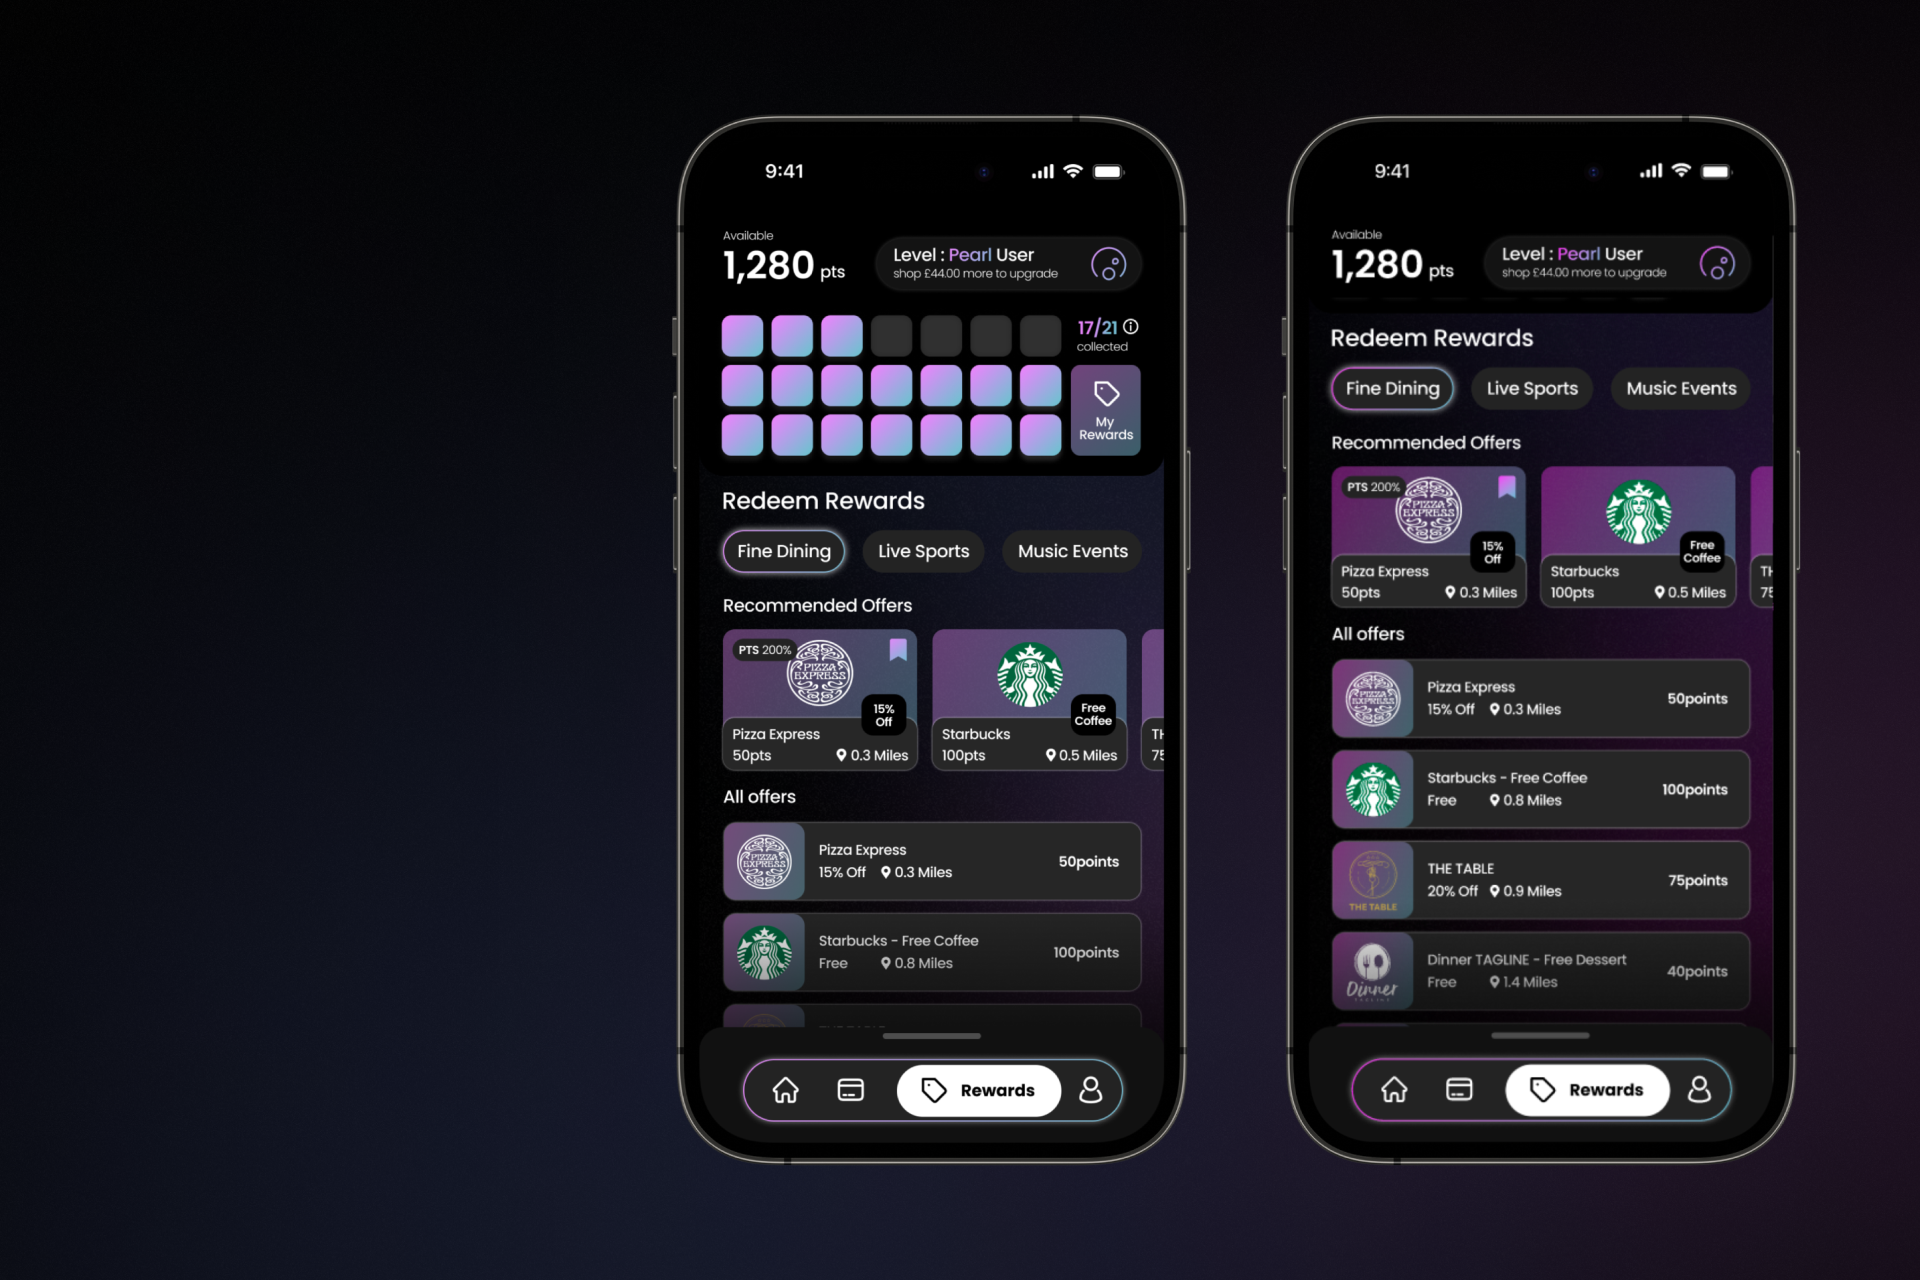 9:41
Available
1,280 pts
Level : Pearl User
shop £44.00 more to upgrade
17/21
collected
My
Rewards
Redeem Rewards
Fine Dining
Live Sports
Music Events
Recommended Offers
PTS 200%
PIZZA
EXPRESS
15%
Off
Pizza Express
50pts
0.3 Miles
Free
Coffee
Starbucks
100pts
0.5 Miles
TH
75
All offers
PIZZA
EXPRESS
Pizza Express
15% Off 0.3 Miles
50points
Starbucks - Free Coffee
Free 0.8 Miles
100points
Rewards
9:41
Available
1,280 pts
Level : Pearl User
shop £44.00 more to upgrade
Redeem Rewards
Fine Dining
Live Sports
Music Events
Recommended Offers
PTS 200%
PIZZA
EXPRESS
15%
Off
Pizza Express
50pts
0.3 Miles
Free
Coffee
Starbucks
100pts
0.5 Miles
TH
75
All offers
PIZZA
EXPRESS
Pizza Express
15% Off 0.3 Miles
50points
Starbucks - Free Coffee
Free 0.8 Miles
100points
THE TABLE
THE TABLE
20% Off 0.9 Miles
75points
Dinner
Dinner TAGLINE - Free Dessert
Free 1.4 Miles
40points
Rewards